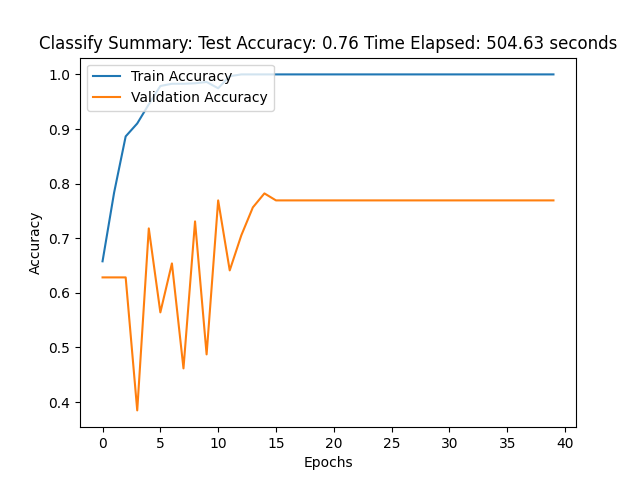 Classify Summary: Test Accuracy: 0.76 Time Elapsed: 504.63 seconds
Train Accuracy
Validation Accuracy
1.0
0.9
0.8
0.7
0.6
0.5
0.4
Accuracy
0 5 10 15 20 25 30 35 40
Epochs